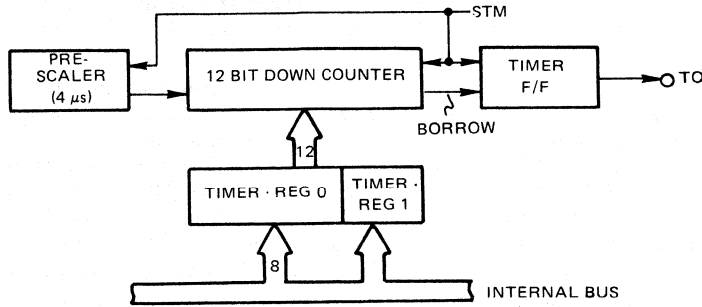 STM
PRE-
SCALER
(4 μs)
12 BIT DOWN COUNTER
TIMER
F/F
TO
BORROW
12
TIMER · REG 0
TIMER ·
REG 1
8
INTERNAL BUS